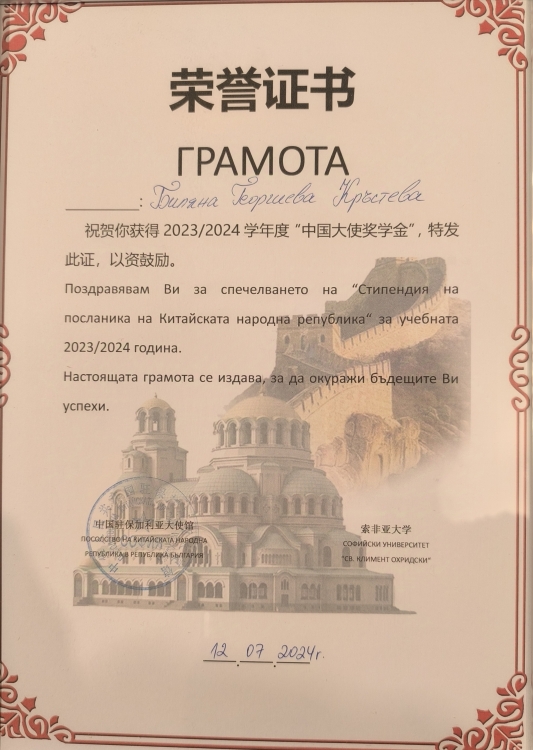 荣誉证书
ГРАМОТА
: Биляна Георгиева Кръстева
祝贺你获得 2023/2024 学年度 “中国大使奖学金”，特发
此证，以资鼓励。
Поздравявам Ви за спечелването на “Стипендия на
посланика на Китайската народна република“ за учебната
2023/2024 година.
Настоящата грамота се издава, за да окуражи бъдещите Ви
успехи.
中国驻保加利亚大使馆
ПОСОЛСТВО НА КИТАЙСКАТА НАРОДНА
РЕПУБЛИКА В РЕПУБЛИКА БЪЛГАРИЯ
索非亚大学
СОФИЙСКИ УНИВЕРСИТЕТ
“СВ. КЛИМЕНТ ОХРИДСКИ”
12.07.2024г.